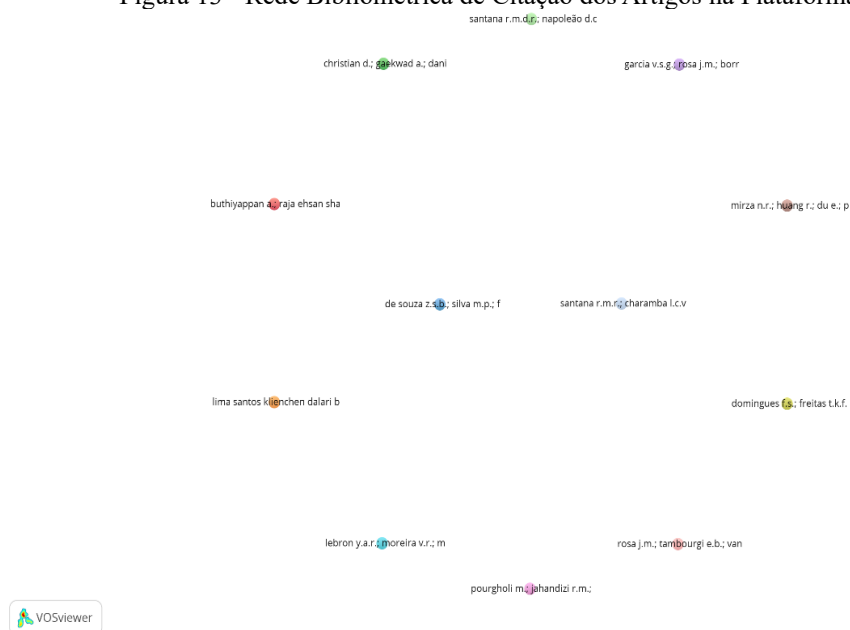 Figura 15 - Rede Bibliométrica de Citação dos Artigos na Plataforma
santana r.m.d.r.; napoleão d.c
christian d.; gaekwad a.; dani
garcia v.s.g.; rosa j.m.; borr
buthiyappan a.; raja ehsan sha
mirza n.r.; huang r.; du e.; p
de souza z.s.b.; silva m.p.; f
santana r.m.r.; charamba l.c.v
lima santos klienchen dalari b
domingues f.s.; freitas t.k.f.
lebron y.a.r.; moreira v.r.; m
rosa j.m.; tambourgi e.b.; van
pourgholi m.; jahandizi r.m.;
VOSviewer